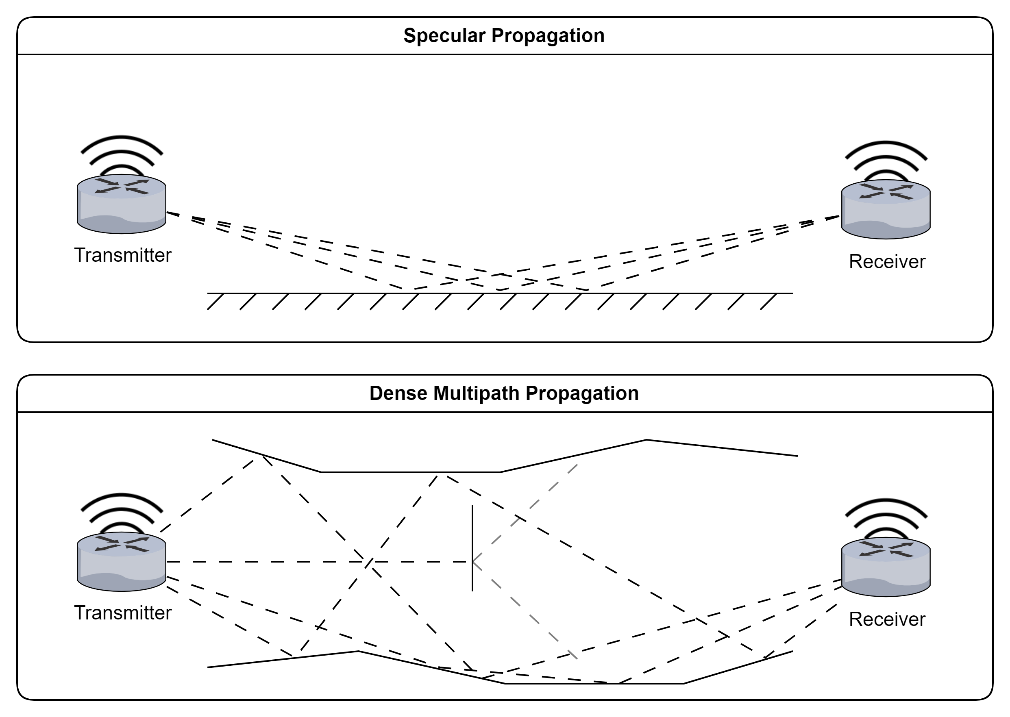 Specular Propagation
Transmitter
Receiver
Dense Multipath Propagation
Transmitter
Receiver